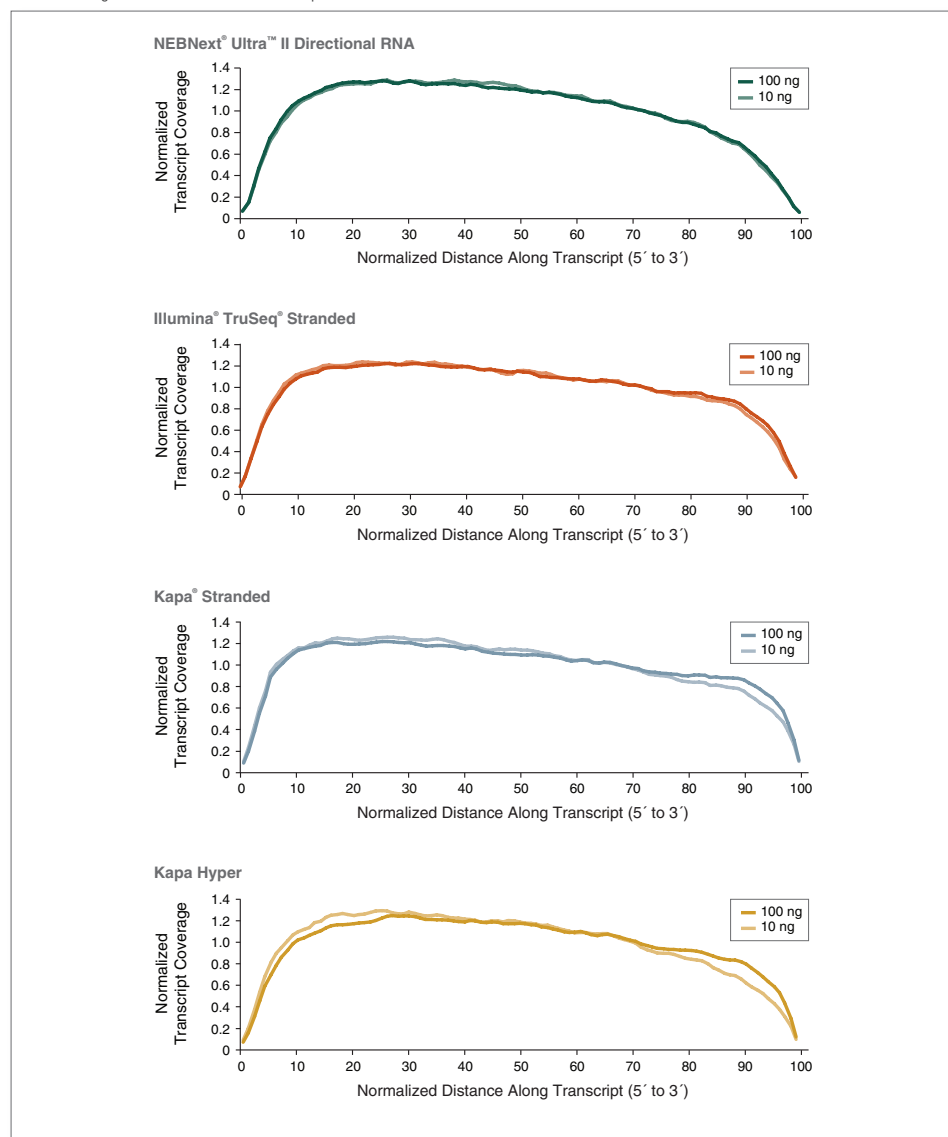 NEBNext® Ultra™ II Directional RNA
Normalized
Transcript Coverage
1.4
1.2
1.0
0.8
0.6
0.4
0.2
0
100 ng
10 ng
0 10 20 30 40 50 60 70 80 90 100
Normalized Distance Along Transcript (5´ to 3´)
Illumina® TruSeq® Stranded
Normalized
Transcript Coverage
1.4
1.2
1.0
0.8
0.6
0.4
0.2
0
100 ng
10 ng
0 10 20 30 40 50 60 70 80 90 100
Normalized Distance Along Transcript (5´ to 3´)
Kapa® Stranded
Normalized
Transcript Coverage
1.4
1.2
1.0
0.8
0.6
0.4
0.2
0
100 ng
10 ng
0 10 20 30 40 50 60 70 80 90 100
Normalized Distance Along Transcript (5´ to 3´)
Kapa Hyper
Normalized
Transcript Coverage
1.4
1.2
1.0
0.8
0.6
0.4
0.2
0
100 ng
10 ng
0 10 20 30 40 50 60 70 80 90 100
Normalized Distance Along Transcript (5´ to 3´)